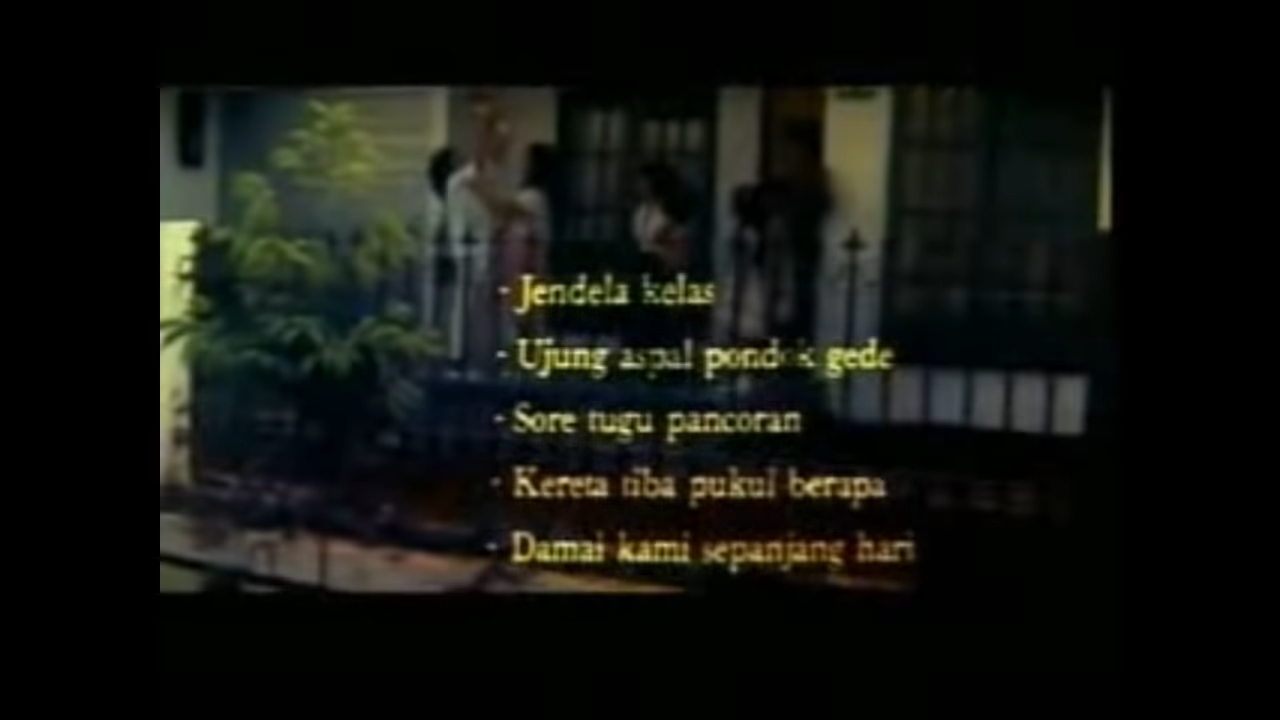 - Jendela kelas
- Ujung aspal pondok gede
- Sore tugu pancoran
- Kereta tiba pukul berapa
- Damai kami sepanjang hari